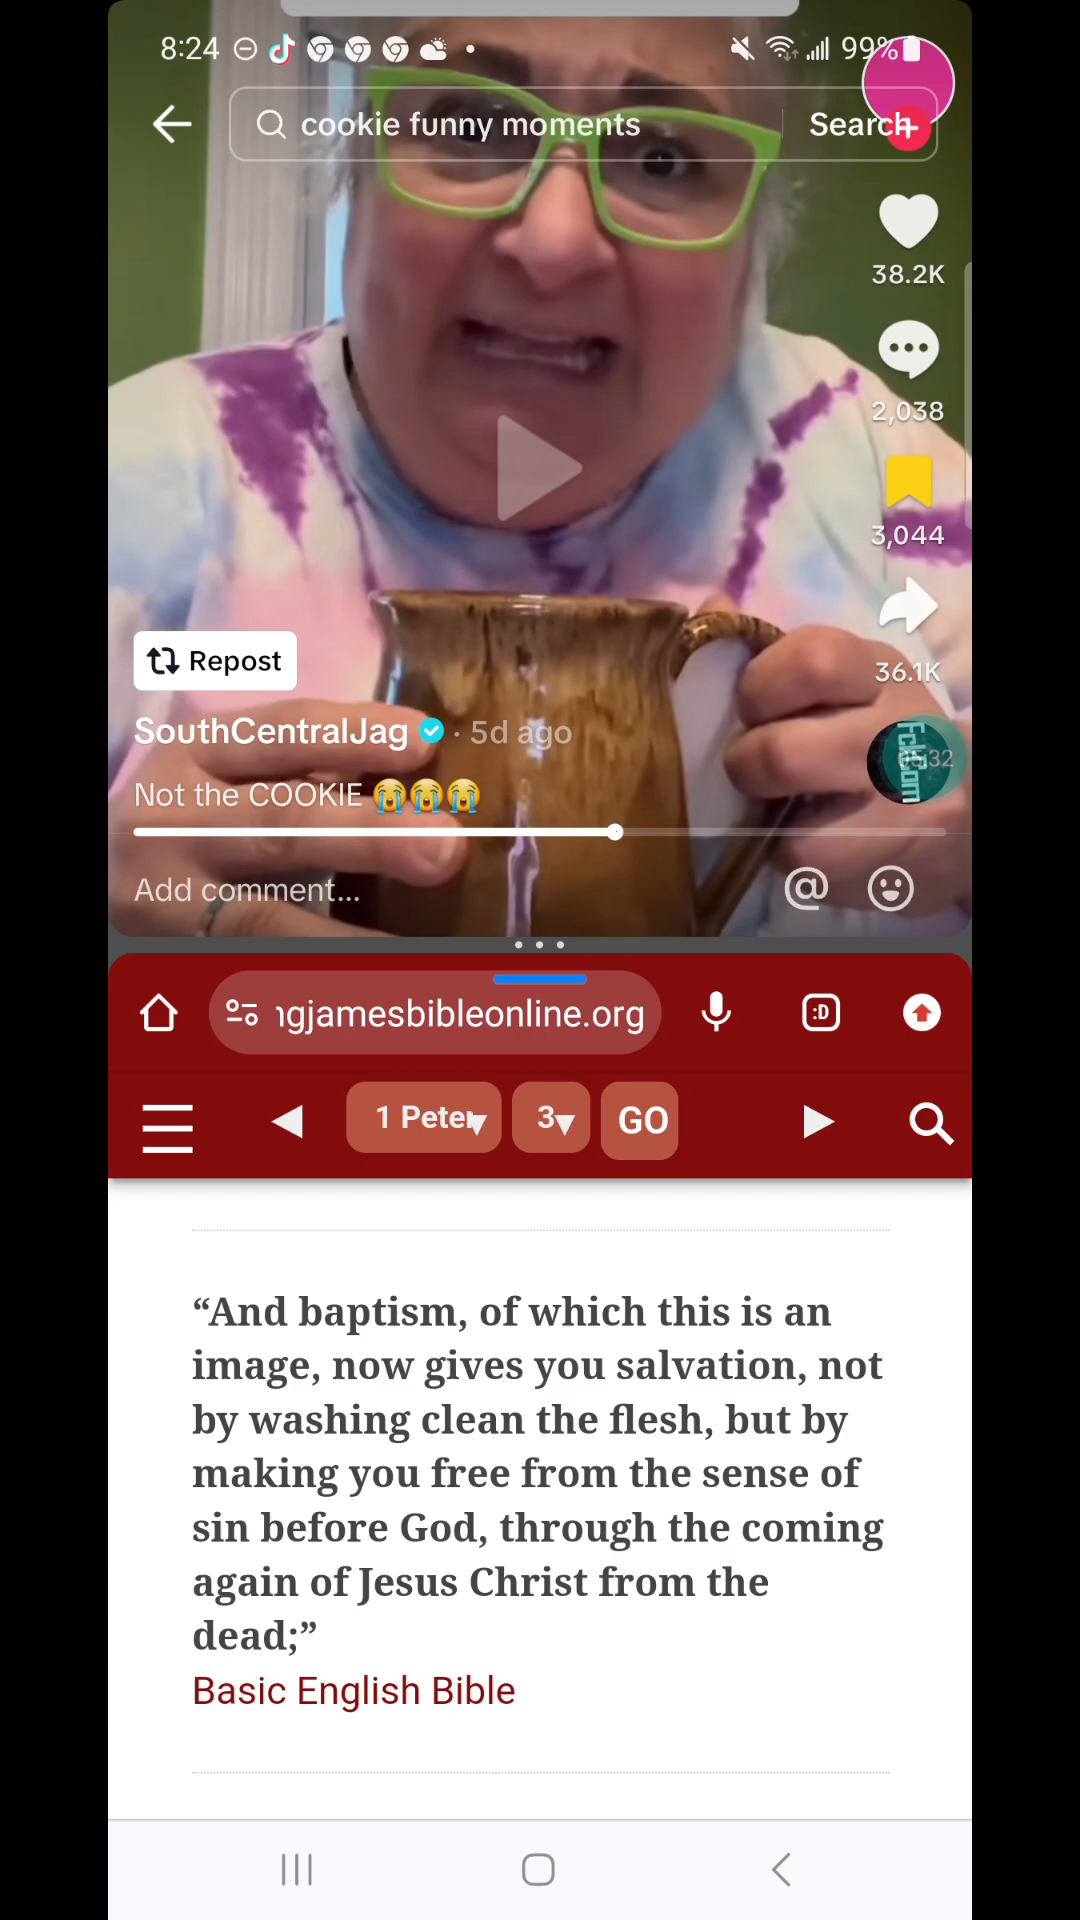 8:24
99%
cookie funny moments
Search
38.2K
2,038
3,044
36.1K
Repost
SouthCentralJag · 5d ago
05:32
Not the COOKIE 😭😭😭
Add comment...
@
ngjamesbibleonline.org
:D
1 Peter
3
GO
“And baptism, of which this is an
image, now gives you salvation, not
by washing clean the flesh, but by
making you free from the sense of
sin before God, through the coming
again of Jesus Christ from the
dead;”
Basic English Bible